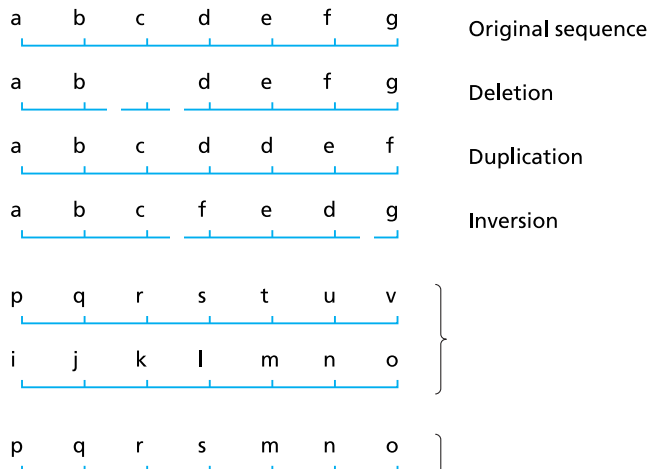 a b c d e f g Original sequence
a b d e f g Deletion
a b c d d e f Duplication
a b c f e d g Inversion
p q r s t u v
i j k l m n o
p q r s m n o